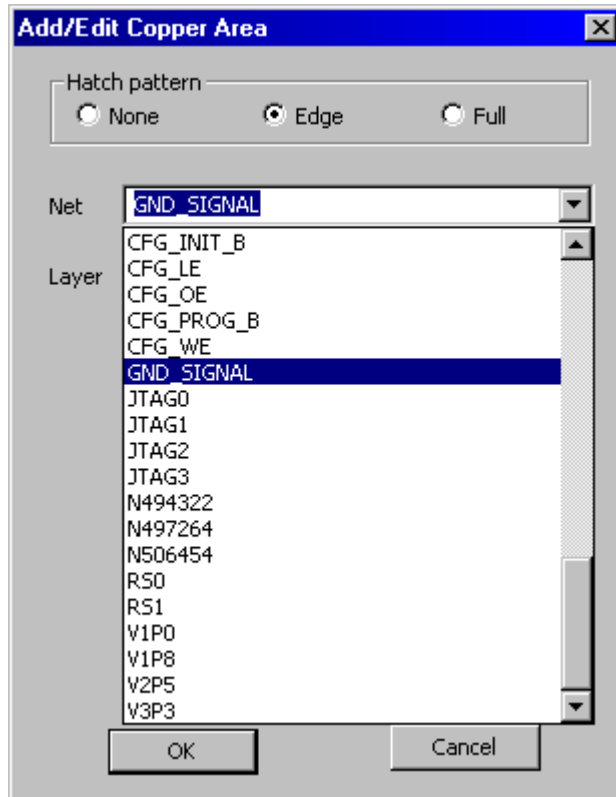 Add/Edit Copper Area
Hatch pattern
None Edge Full
Net GND_SIGNAL
Layer
CFG_INIT_B
CFG_LE
CFG_OE
CFG_PROG_B
CFG_WE
GND_SIGNAL
JTAG0
JTAG1
JTAG2
JTAG3
N494322
N497264
N506454
RS0
RS1
V1P0
V1P8
V2P5
V3P3
OK Cancel